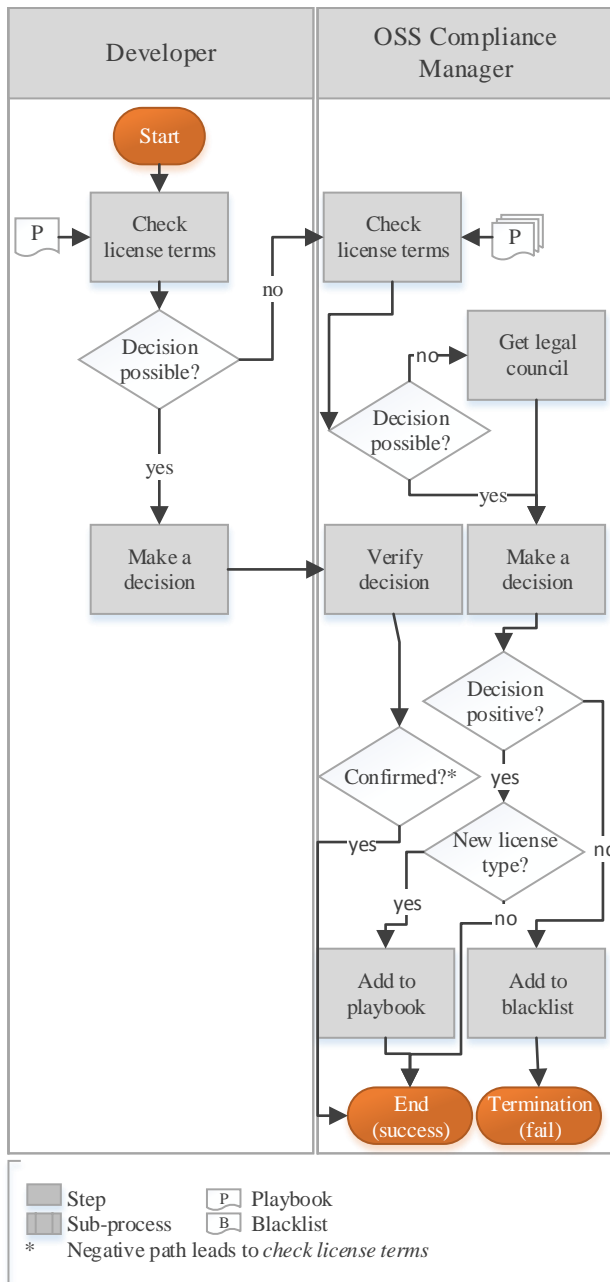 Developer
OSS Compliance
Manager
Start
P
Check
license terms
Check
license terms
P
no
Decision
possible?
no
Get legal
council
Decision
possible?
yes
yes
Make a
decision
Verify
decision
Make a
decision
Decision
positive?
Confirmed?*
yes
yes
New license
type?
no
yes
no
Add to
playbook
Add to
blacklist
End
(success)
Termination
(fail)
Step
P Playbook
Sub-process
B Blacklist
* Negative path leads to check license terms